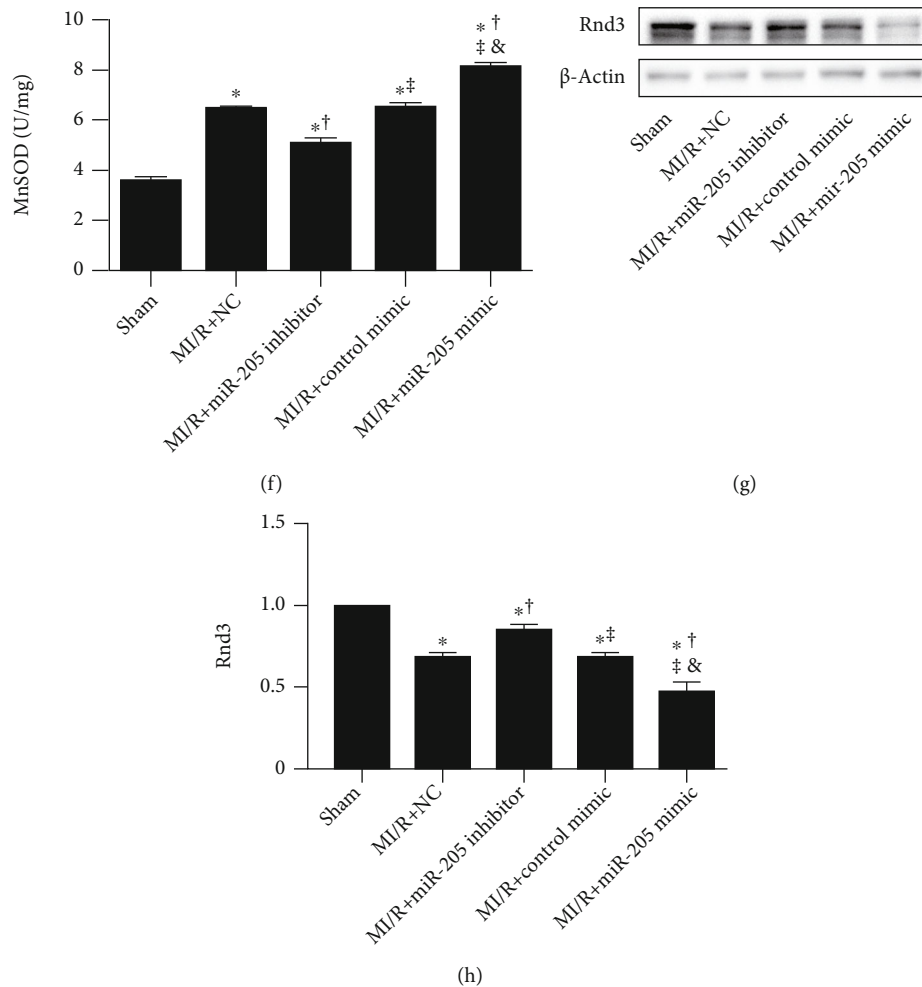 10
8
6
4
2
0
MnSOD (U/mg)
*
*†
*‡
* †
‡ &
Sham
MI/R+NC
MI/R+miR-205 inhibitor
MI/R+control mimic
MI/R+miR-205 mimic
(f)
Rnd3
β-Actin
Sham
MI/R+NC
MI/R+miR-205 inhibitor
MI/R+control mimic
MI/R+mir-205 mimic
(g)
1.5
1.0
0.5
0
Rnd3
*
*†
*‡
* †
‡ &
Sham
MI/R+NC
MI/R+miR-205 inhibitor
MI/R+control mimic
MI/R+miR-205 mimic
(h)